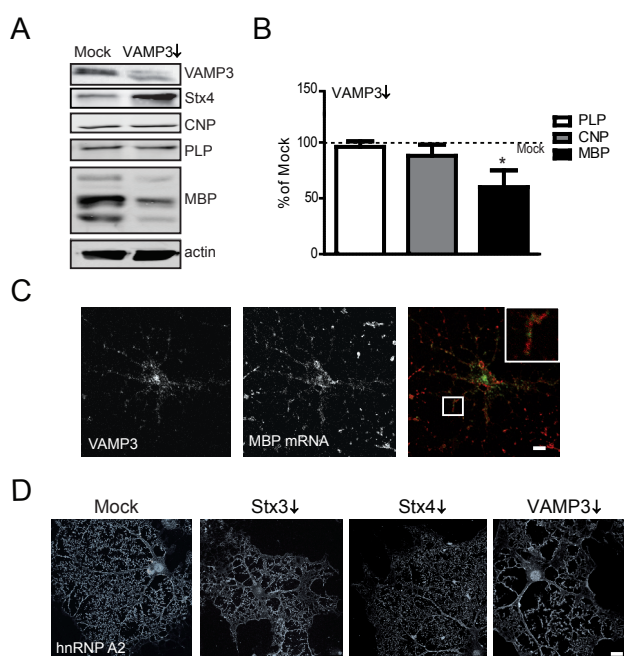 A
Mock VAMP3↓
VAMP3
Stx4
CNP
PLP
MBP
actin
B
VAMP3↓
150
100
50
0
% of Mock
Mock
*
PLP
CNP
MBP
C
VAMP3
MBP mRNA
D
Mock
Stx3↓
Stx4↓
VAMP3↓
hnRNP A2